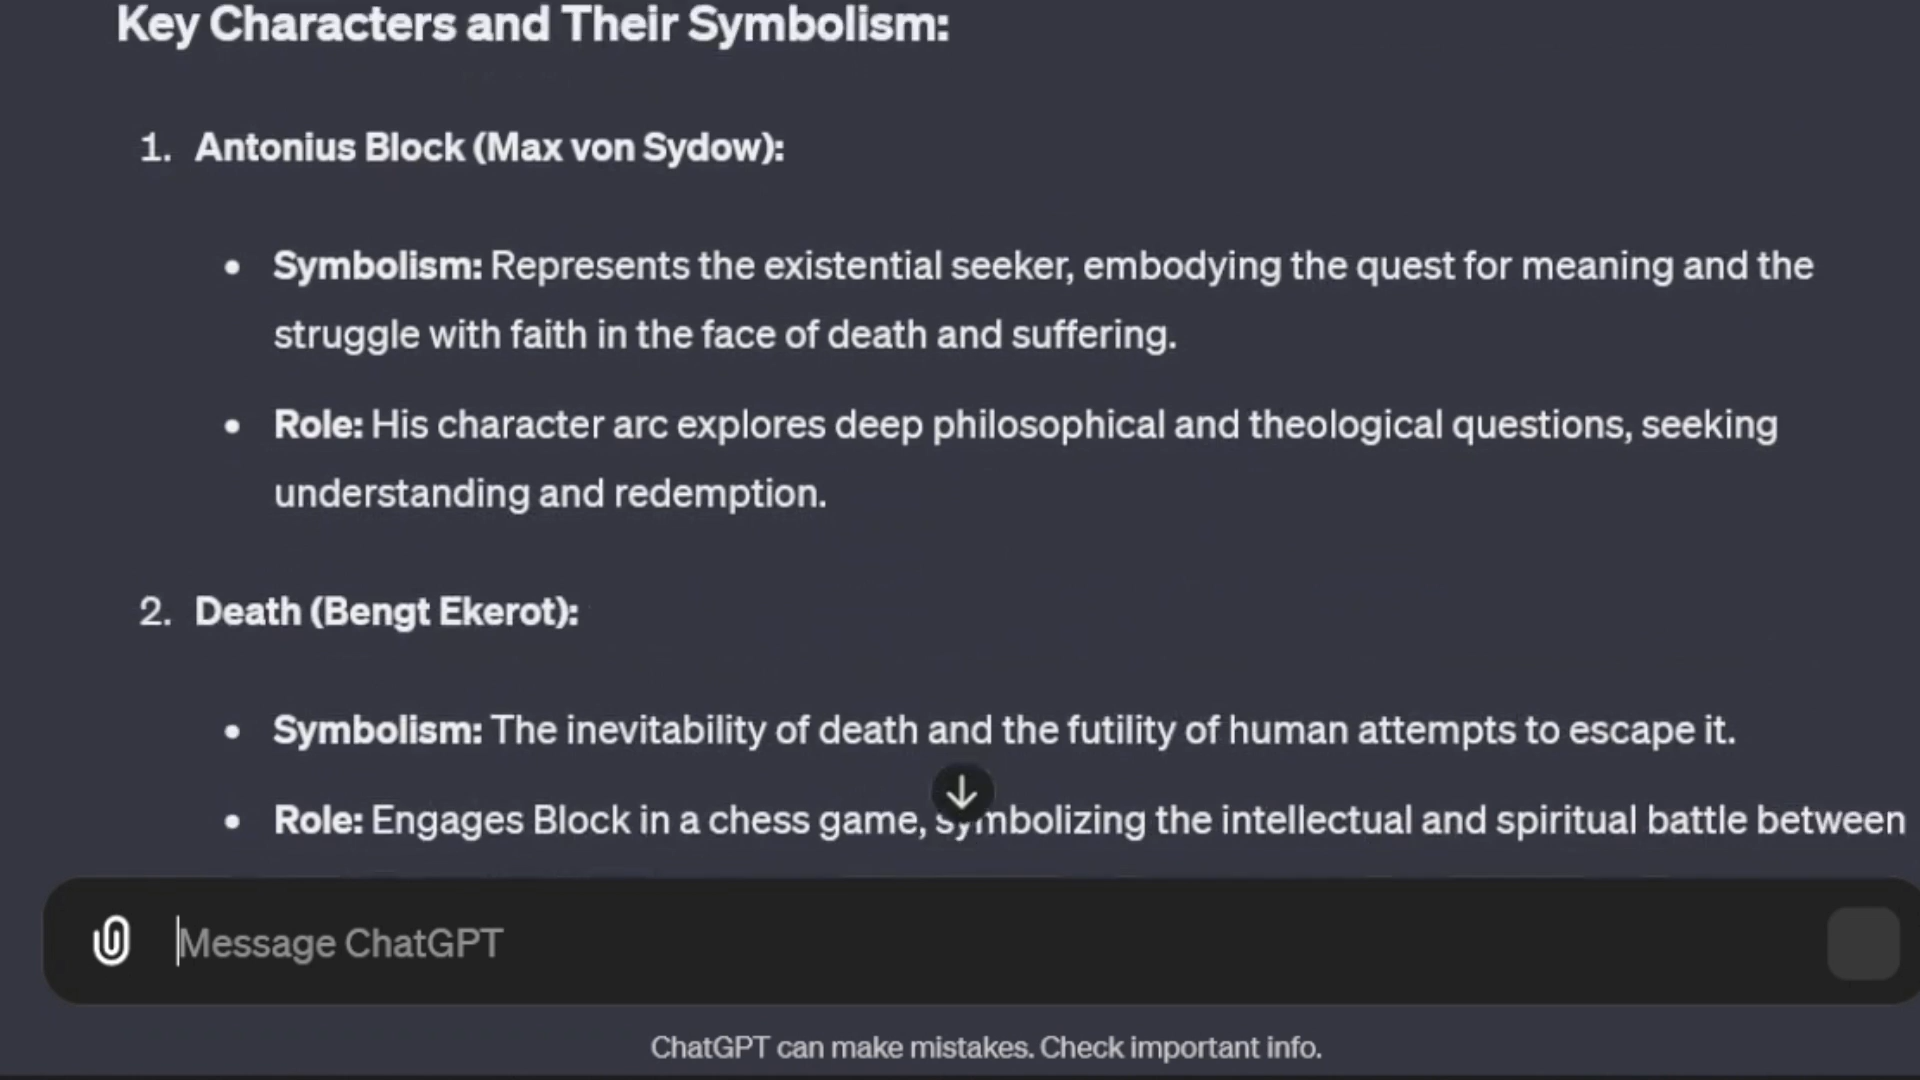 Key Characters and Their Symbolism:
1. Antonius Block (Max von Sydow):
• Symbolism: Represents the existential seeker, embodying the quest for meaning and the
struggle with faith in the face of death and suffering.
• Role: His character arc explores deep philosophical and theological questions, seeking
understanding and redemption.
2. Death (Bengt Ekerot):
• Symbolism: The inevitability of death and the futility of human attempts to escape it.
• Role: Engages Block in a chess game, symbolizing the intellectual and spiritual battle between
Message ChatGPT
ChatGPT can make mistakes. Check important info.